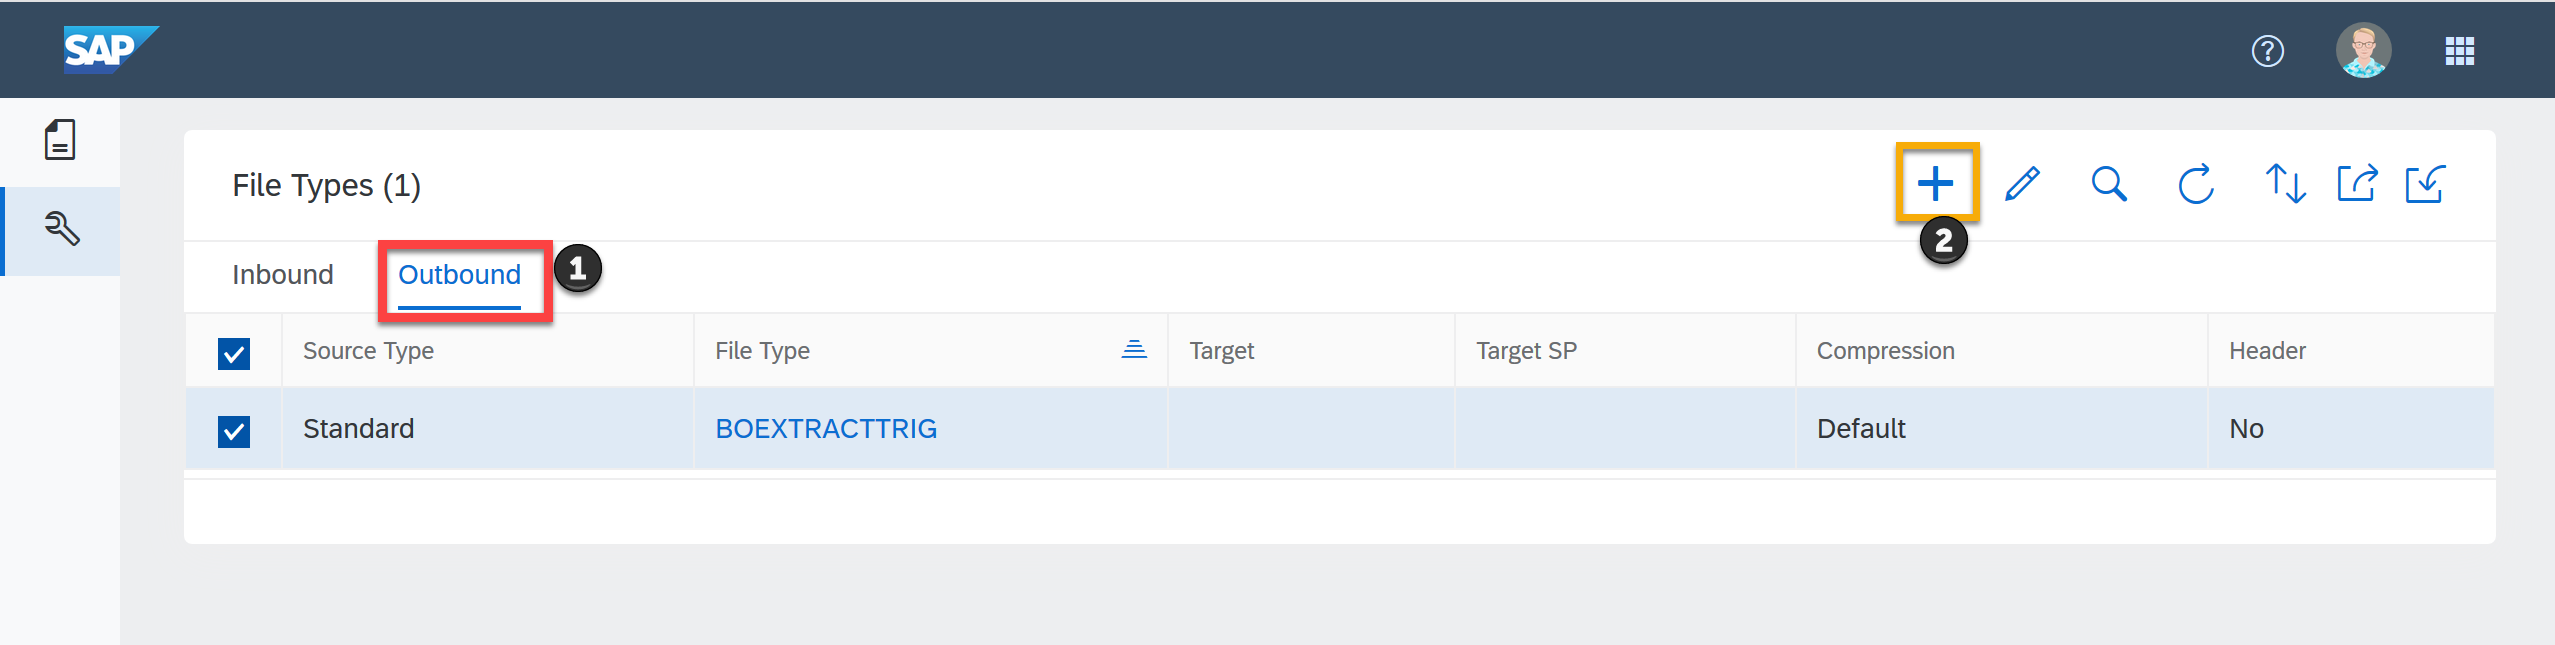 SAP
?
File Types (1)
2
Inbound Outbound 1
Source Type File Type Target Target SP Compression Header
Standard BOEXTRACTTRIG Default No